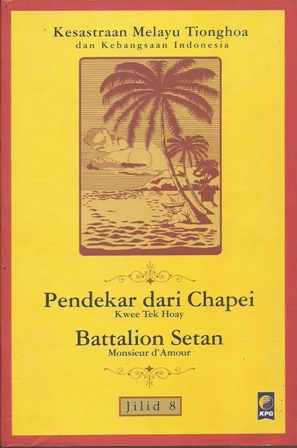 Kesastraan Melayu Tionghoa
dan Kebangsaan Indonesia
Pendekar dari Chapei
Kwee Tek Hoay
Battalion Setan
Monsieur d'Amour
Jilid 8
KPG